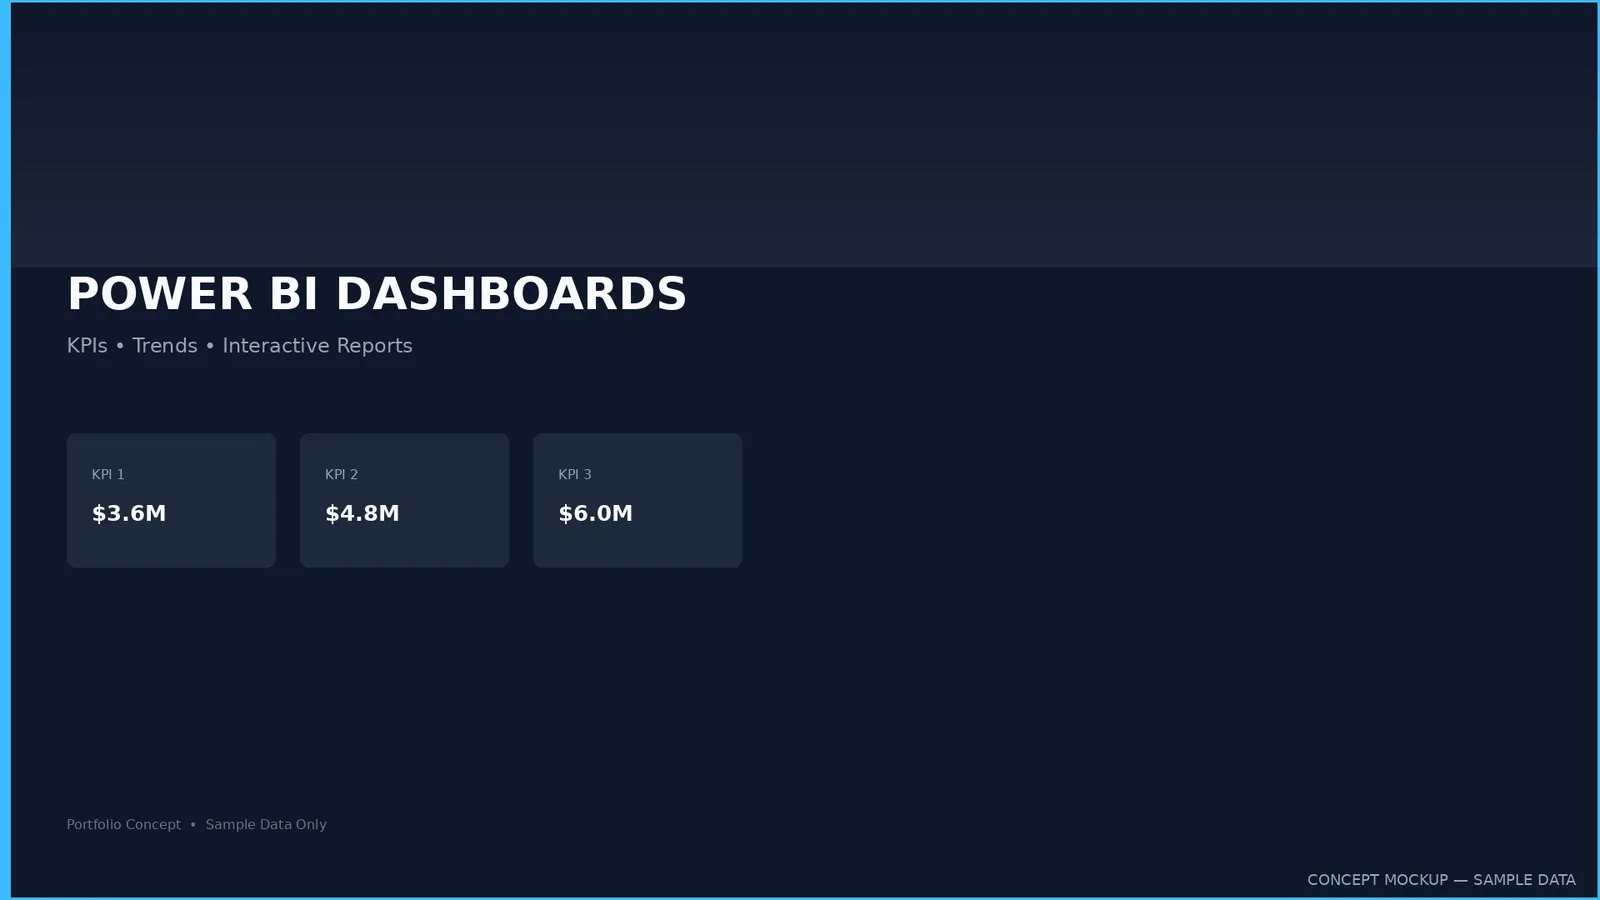 POWER BI DASHBOARDS
KPIs • Trends • Interactive Reports
KPI 1
$3.6M
KPI 2
$4.8M
KPI 3
$6.0M
Portfolio Concept • Sample Data Only
CONCEPT MOCKUP — SAMPLE DATA